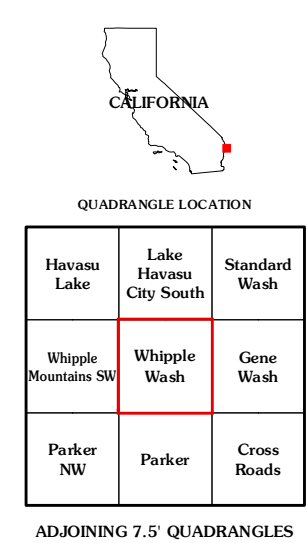 CALIFORNIA
QUADRANGLE LOCATION
Havasu
Lake
Lake
Havasu
City South
Standard
Wash
Whipple
Mountains SW
Whipple
Wash
Gene
Wash
Parker
NW
Parker
Cross
Roads
ADJOINING 7.5' QUADRANGLES